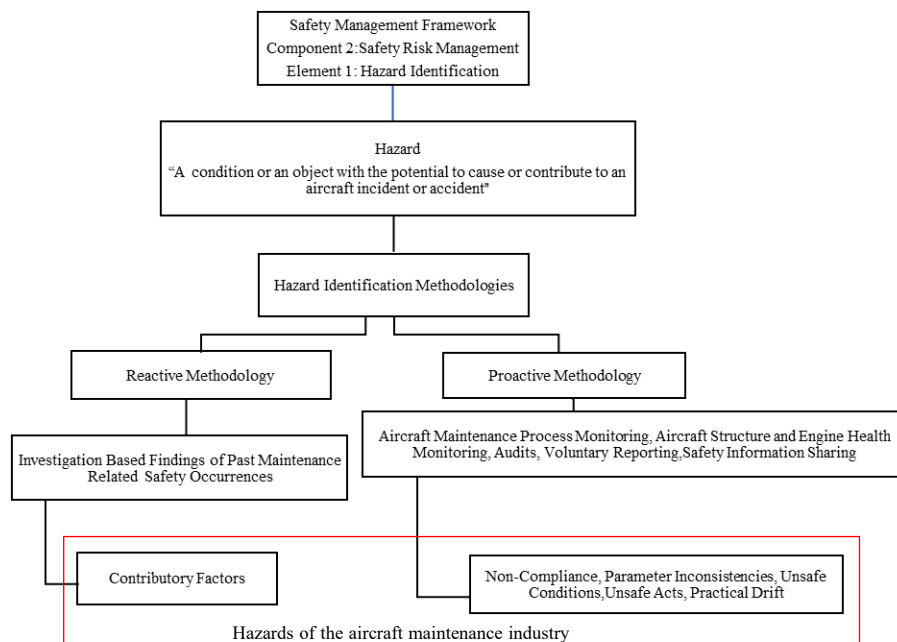 Safety Management Framework
Component 2:Safety Risk Management
Element 1: Hazard Identification
Hazard
“A condition or an object with the potential to cause or contribute to an
aircraft incident or accident"
Hazard Identification Methodologies
Reactive Methodology
Proactive Methodology
Investigation Based Findings of Past Maintenance
Related Safety Occurrences
Aircraft Maintenance Process Monitoring, Aircraft Structure and Engine Health
Monitoring, Audits, Voluntary Reporting,Safety Information Sharing
Contributory Factors
Non-Compliance, Parameter Inconsistencies, Unsafe
Conditions,Unsafe Acts, Practical Drift
Hazards of the aircraft maintenance industry